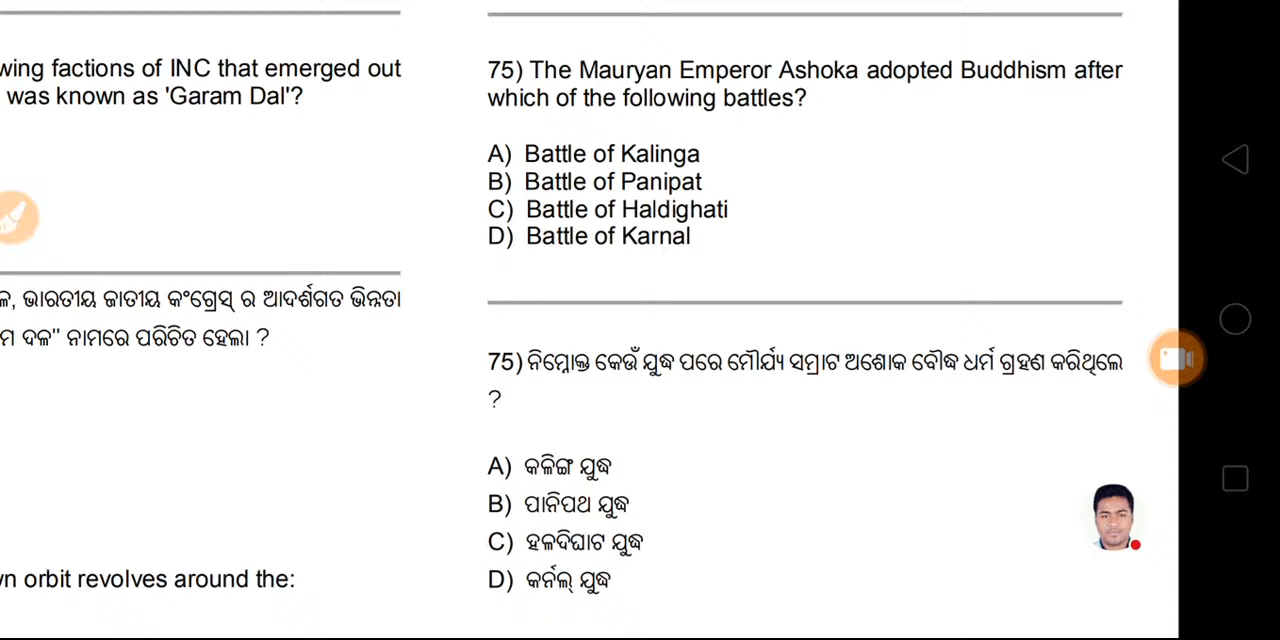 wing factions of INC that emerged out
was known as 'Garam Dal'?
ଳ, ଭାରତୀୟ ଜାତୀୟ କଂଗ୍ରେସ୍ ର ଆଦର୍ଶଗତ ଭିନ୍ନତା
ମ ଦଳ" ନାମରେ ପରିଚିତ ହେଲା ?
vn orbit revolves around the:
75) The Mauryan Emperor Ashoka adopted Buddhism after
which of the following battles?
A) Battle of Kalinga
B) Battle of Panipat
C) Battle of Haldighati
D) Battle of Karnal
75) ନିମ୍ନୋକ୍ତ କେଉଁ ଯୁଦ୍ଧ ପରେ ମୌର୍ଯ୍ୟ ସମ୍ରାଟ ଅଶୋକ ବୌଦ୍ଧ ଧର୍ମ ଗ୍ରହଣ କରିଥିଲେ
?
A) କଳିଙ୍ଗ ଯୁଦ୍ଧ
B) ପାନିପଥ ଯୁଦ୍ଧ
C) ହଳଦିଘାଟ ଯୁଦ୍ଧ
D) କର୍ନଲ୍ ଯୁଦ୍ଧ